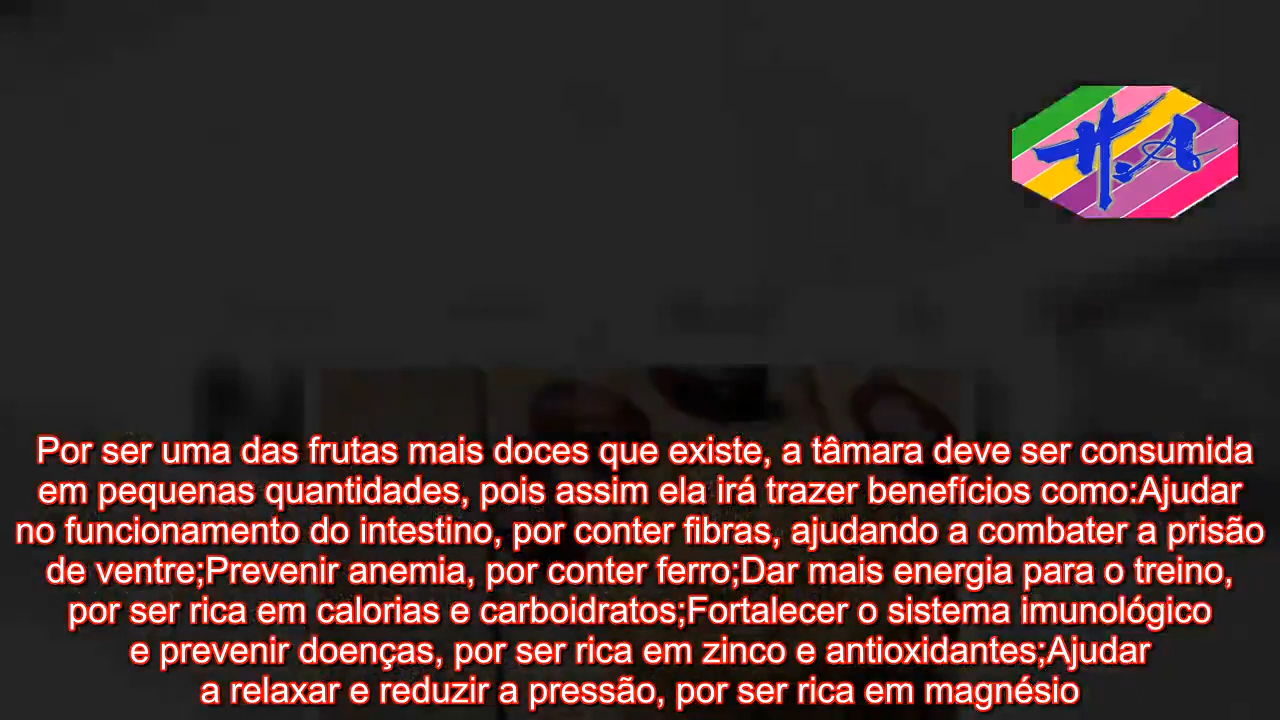 H.A
Por ser uma das frutas mais doces que existe, a tâmara deve ser consumida
em pequenas quantidades, pois assim ela irá trazer benefícios como:Ajudar
no funcionamento do intestino, por conter fibras, ajudando a combater a prisão
de ventre;Prevenir anemia, por conter ferro;Dar mais energia para o treino,
por ser rica em calorias e carboidratos;Fortalecer o sistema imunológico
e prevenir doenças, por ser rica em zinco e antioxidantes;Ajudar
a relaxar e reduzir a pressão, por ser rica em magnésio